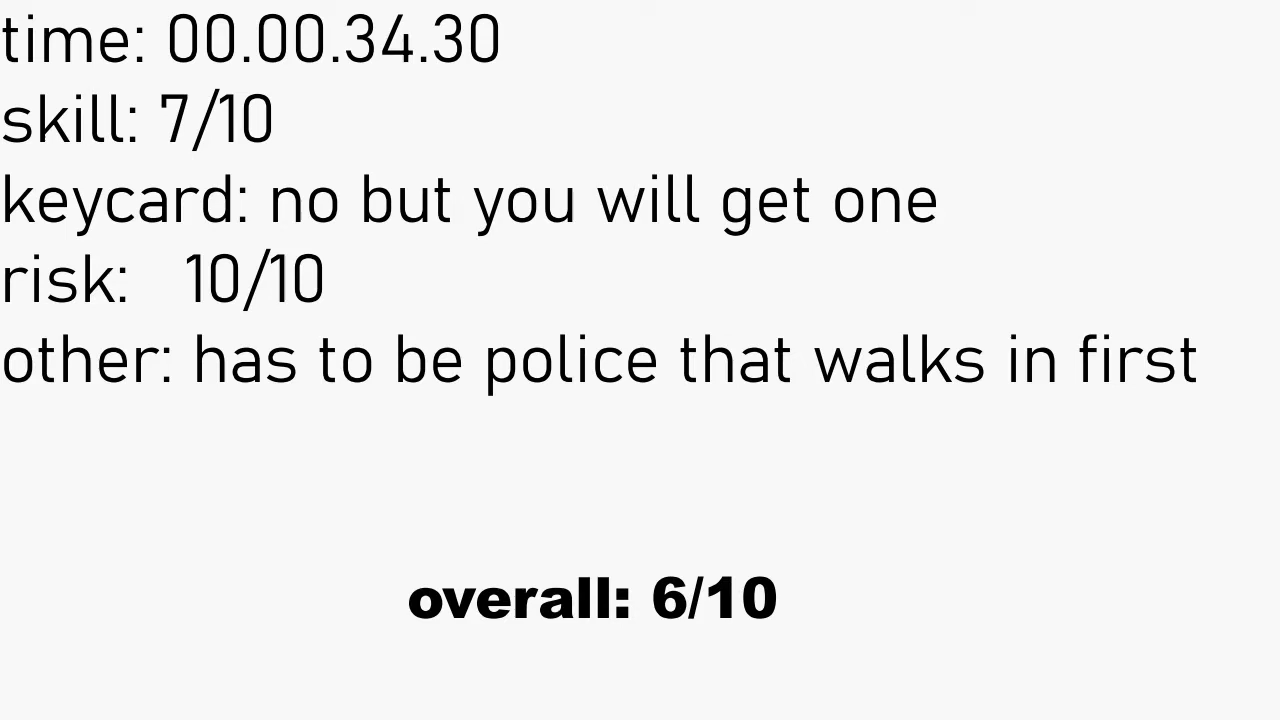 time: 00.00.34.30
skill: 7/10
keycard: no but you will get one
risk: 10/10
other: has to be police that walks in first
overall: 6/10